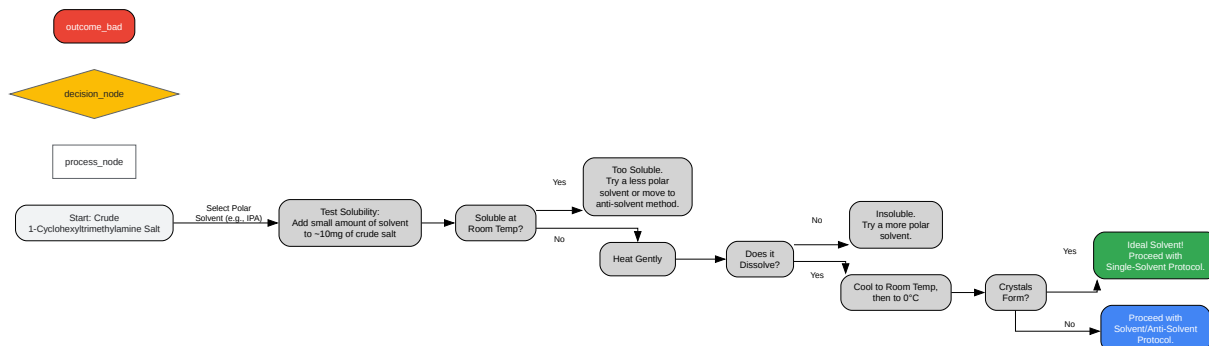 outcome_bad
decision_node
process_node
Start: Crude
1-Cyclohexyltrimethylamine Salt
Select Polar
Solvent (e.g., IPA)
Test Solubility:
Add small amount of solvent
to ~10mg of crude salt
Soluble at
Room Temp?
Yes
Too Soluble.
Try a less polar
solvent or move to
anti-solvent method.
No
Heat Gently
Does it
Dissolve?
No
Insoluble.
Try a more polar
solvent.
Yes
Cool to Room Temp,
then to 0°C
Crystals
Form?
Yes
Ideal Solvent!
Proceed with
Single-Solvent Protocol.
No
Proceed with
Solvent/Anti-Solvent
Protocol.